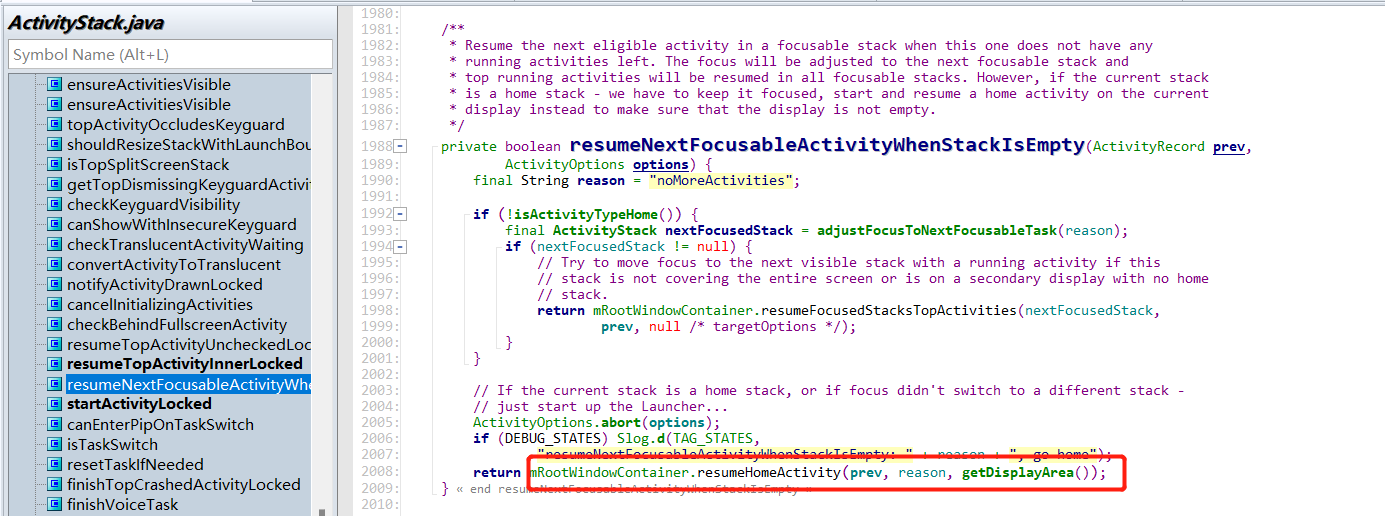 ActivityStack.java
Symbol Name (Alt+L)
ensureActivitiesVisible
ensureActivitiesVisible
topActivityOccludesKeyguard
shouldResizeStackWithLaunchBou
isTopSplitScreenStack
getTopDismissingKeyguardActivi
checkKeyguardVisibility
canShowWithInsecureKeyguard
checkTranslucentActivityWaiting
convertActivityToTranslucent
notifyActivityDrawnLocked
cancelInitializingActivities
checkBehindFullscreenActivity
resumeTopActivityUncheckedLoc
resumeTopActivityInnerLocked
resumeNextFocusableActivityWhe
startActivityLocked
canEnterPipOnTaskSwitch
isTaskSwitch
resetTaskIfNeeded
finishTopCrashedActivityLocked
finishVoiceTask
1980:
1981: /**
1982: * Resume the next eligible activity in a focusable stack when this one does not have any
1983: * running activities left. The focus will be adjusted to the next focusable stack and
1984: * top running activities will be resumed in all focusable stacks. However, if the current stack
1985: * is a home stack - we have to keep it focused, start and resume a home activity on the current
1986: * display instead to make sure that the display is not empty.
1987: */
1988: private boolean resumeNextFocusableActivityWhenStackIsEmpty(ActivityRecord prev,
1989: ActivityOptions options) {
1990: final String reason = "noMoreActivities";
1991:
1992: if (!isActivityTypeHome()) {
1993: final ActivityStack nextFocusedStack = adjustFocusToNextFocusableTask(reason);
1994: if (nextFocusedStack != null) {
1995: // Try to move focus to the next visible stack with a running activity if this
1996: // stack is not covering the entire screen or is on a secondary display with no home
1997: // stack.
1998: return mRootWindowContainer.resumeFocusedStacksTopActivities(nextFocusedStack,
1999: prev, null /* targetOptions */);
2000: }
2001: }
2002:
2003: // If the current stack is a home stack, or if focus didn't switch to a different stack -
2004: // just start up the Launcher...
2005: ActivityOptions.abort(options);
2006: if (DEBUG_STATES) Slog.d(TAG_STATES,
2007: "resumeNextFocusableActivityWhenStackIsEmpty: " + reason + ", go home");
2008: return mRootWindowContainer.resumeHomeActivity(prev, reason, getDisplayArea());
2009: } « end resumeNextFocusableActivityWhenStackIsEmpty »
2010: